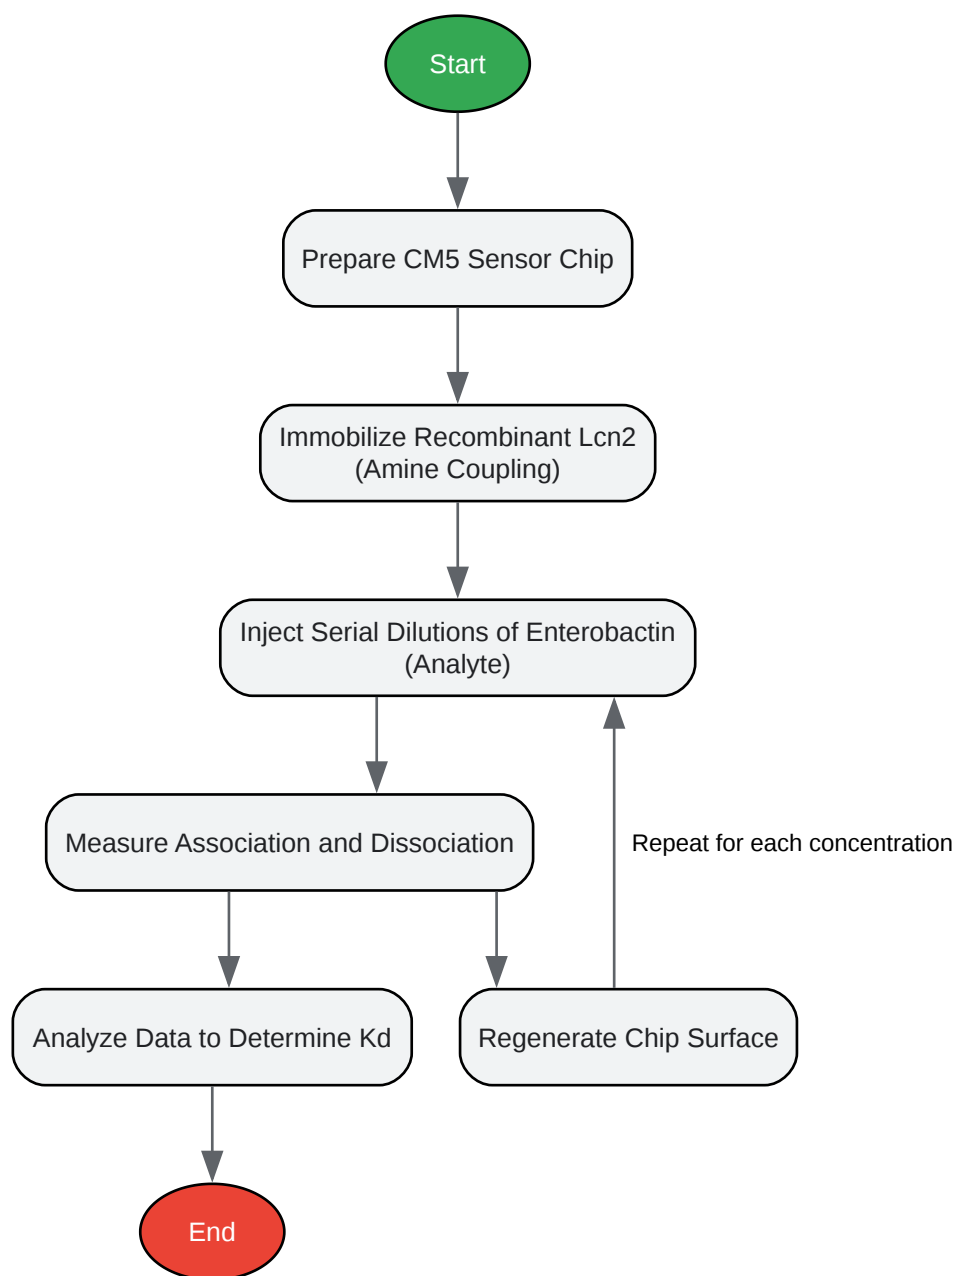 Start
Prepare CM5 Sensor Chip
Immobilize Recombinant Lcn2
(Amine Coupling)
Inject Serial Dilutions of Enterobactin
(Analyte)
Measure Association and Dissociation
Repeat for each concentration
Analyze Data to Determine Kd
Regenerate Chip Surface
End